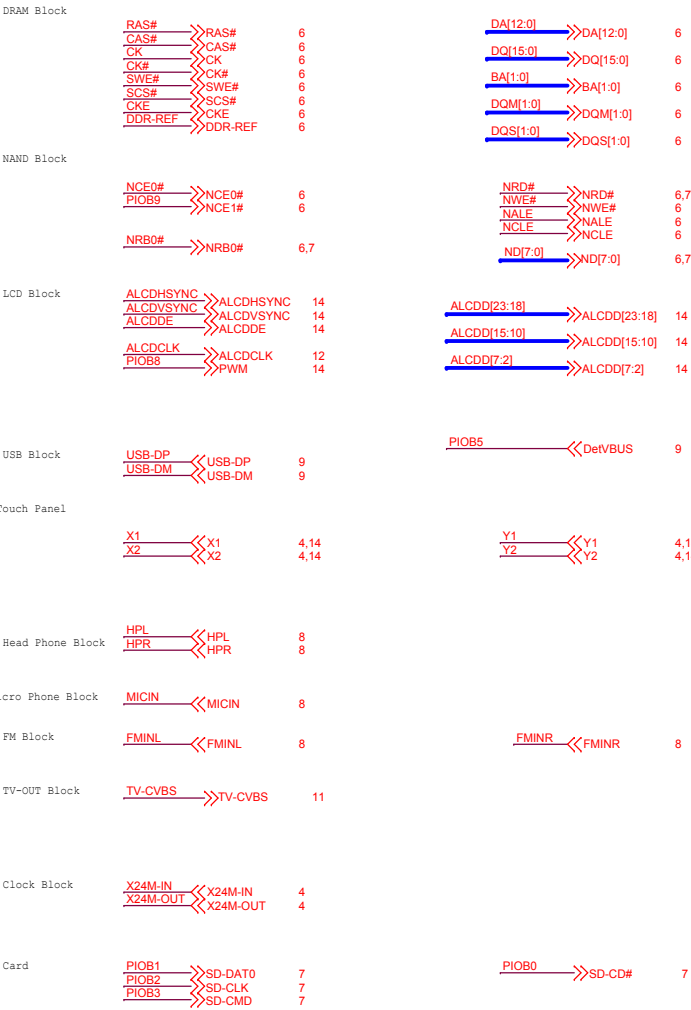 DRAM Block
RAS# RAS# 6
CAS# CAS# 6
CK CK 6
CK# CK# 6
SWE# SWE# 6
SCS# SCS# 6
CKE CKE 6
DDR-REF DDR-REF 6
DA[12:0] DA[12:0] 6
DQ[15:0] DQ[15:0] 6
BA[1:0] BA[1:0] 6
DQM[1:0] DQM[1:0] 6
DQS[1:0] DQS[1:0] 6
NAND Block
NCE0# NCE0# 6
PIOB9 NCE1# 6
NRB0# NRB0# 6,7
NRD# NRD# 6,7
NWE# NWE# 6
NALE NALE 6
NCLE NCLE 6
ND[7:0] ND[7:0] 6,7
LCD Block
ALCDHSYNC ALCDHSYNC 14
ALCDVSYNC ALCDVSYNC 14
ALCDDE ALCDDE 14
ALCDCLK ALCDCLK 12
PIOB8 PWM 14
ALCDD[23:18] ALCDD[23:18] 14
ALCDD[15:10] ALCDD[15:10] 14
ALCDD[7:2] ALCDD[7:2] 14
USB Block
USB-DP USB-DP 9
USB-DM USB-DM 9
PIOB5 DetVBUS 9
Touch Panel
X1 X1 4,14
X2 X2 4,14
Y1 Y1 4,1
Y2 Y2 4,1
Head Phone Block
HPL HPL 8
HPR HPR 8
icro Phone Block
MICIN MICIN 8
FM Block
FMINL FMINL 8
FMINR FMINR 8
TV-OUT Block
TV-CVBS TV-CVBS 11
Clock Block
X24M-IN X24M-IN 4
X24M-OUT X24M-OUT 4
Card
PIOB1 SD-DAT0 7
PIOB2 SD-CLK 7
PIOB3 SD-CMD 7
PIOB0 SD-CD# 7